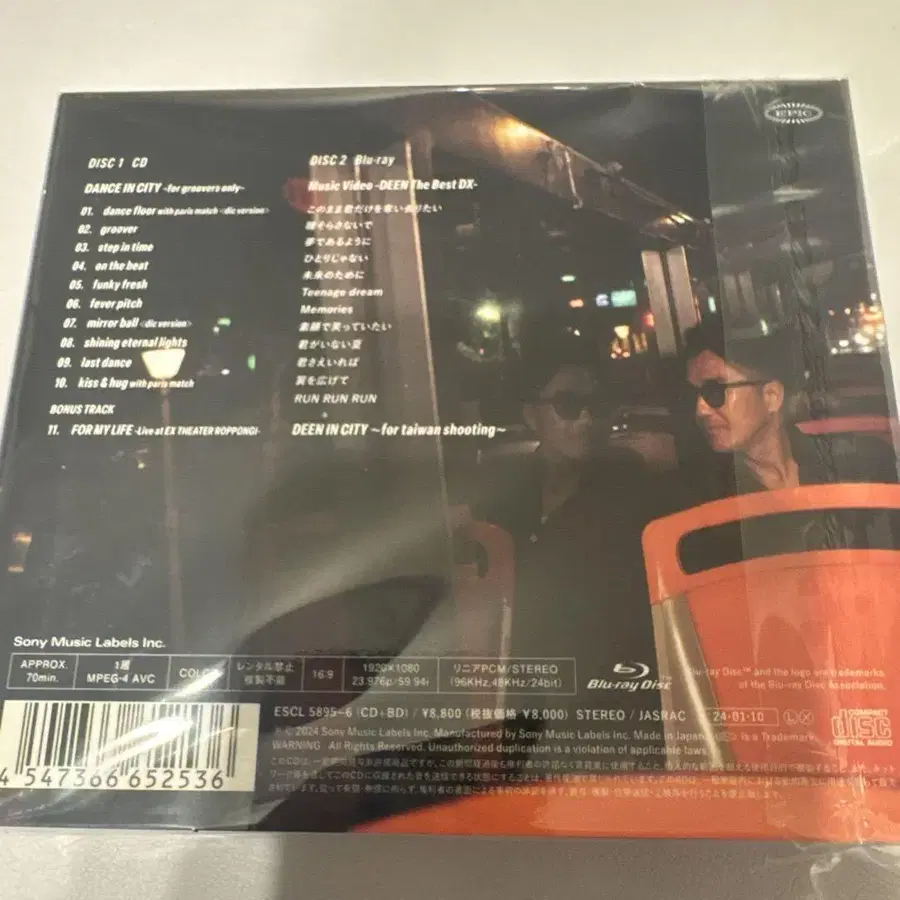 EPIC
DISC 1 CD
DANCE IN CITY ~for groovers only~
01. dance floor with paris match <dic version>
02. groover
03. step in time
04. on the beat
05. funky fresh
06. fever pitch
07. mirror ball <dic version>
08. shining eternal lights
09. last dance
10. kiss & hug with paris match
BONUS TRACK
11. FOR MY LIFE -Live at EX THEATER ROPPONGI-
DISC 2 Blu-ray
Music Video -DEEN The Best DX-
このまま君だけを奪い去りたい
瞳そらさないで
夢であるように
ひとりじゃない
未来のために
Teenage dream
Memories
素顔で笑っていたい
君がいない夏
君さえいれば
翼を広げて
RUN RUN RUN
DEEN IN CITY ~for taiwan shooting~
Sony Music Labels Inc.
APPROX. 70min.
1層 MPEG-4 AVC
COLOR
レンタル禁止 複製不能
16:9
1920×1080 23.976p/59.94i
リニアPCM/STEREO (96KHz,48KHz/24bit)
Blu-ray Disc™
Blu-ray Disc™ and the logo are trademarks
of the Blu-ray Disc Association.
ESCL 5895~6 (CD+BD) / ¥8,800 (税抜価格 ¥8,000) STEREO / JASRAC
24·01·10
Ⓟ © 2024 Sony Music Labels Inc. Manufactured by Sony Music Labels Inc. Made in Japan
is a Trademark.
WARNING All Rights Reserved. Unauthorized duplication is a violation of applicable laws.
COMPACT disc DIGITAL AUDIO
4 547366 652536